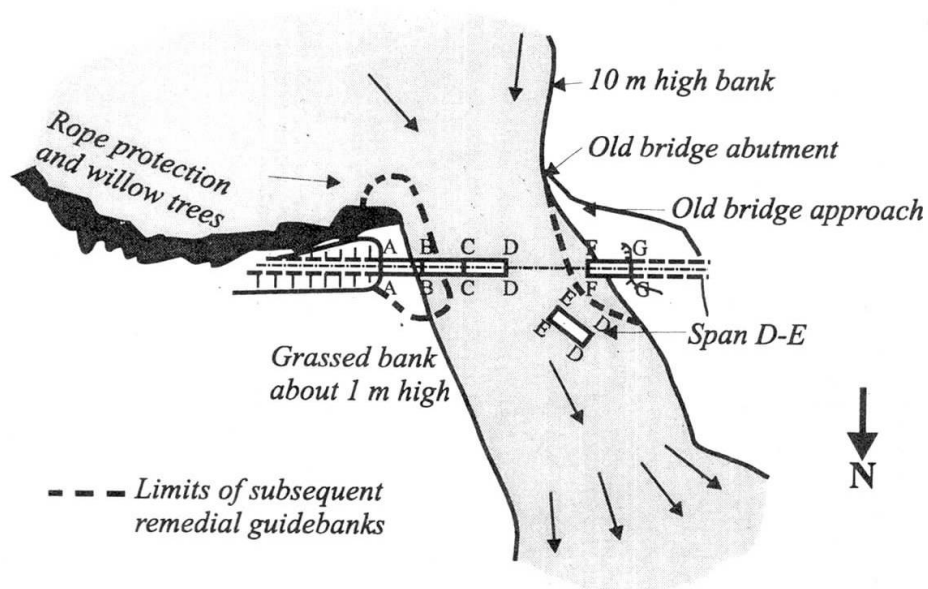 10 m high bank
Old bridge abutment
Rope protection
and willow trees
Old bridge approach
A B C D F G
A B C D F G
E
E D
D
Span D-E
Grassed bank
about 1 m high
N
Limits of subsequent
remedial guidebanks